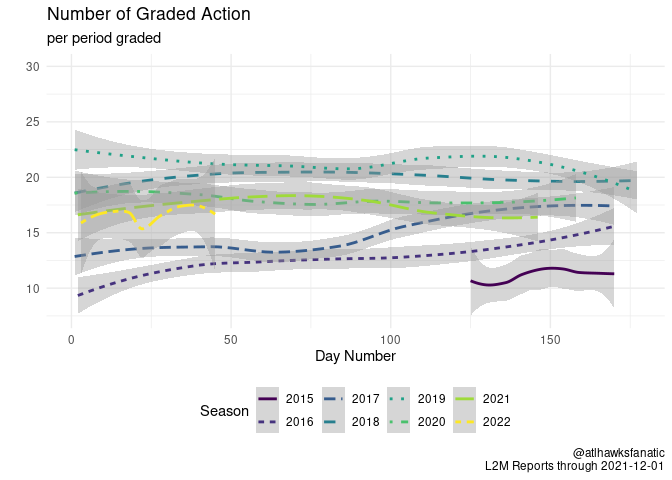 Number of Graded Action
per period graded
30
25
20
15
10
0 50 100 150
Day Number
Season
2015 2017 2019 2021
2016 2018 2020 2022
@atlhawksfanatic
L2M Reports through 2021-12-01